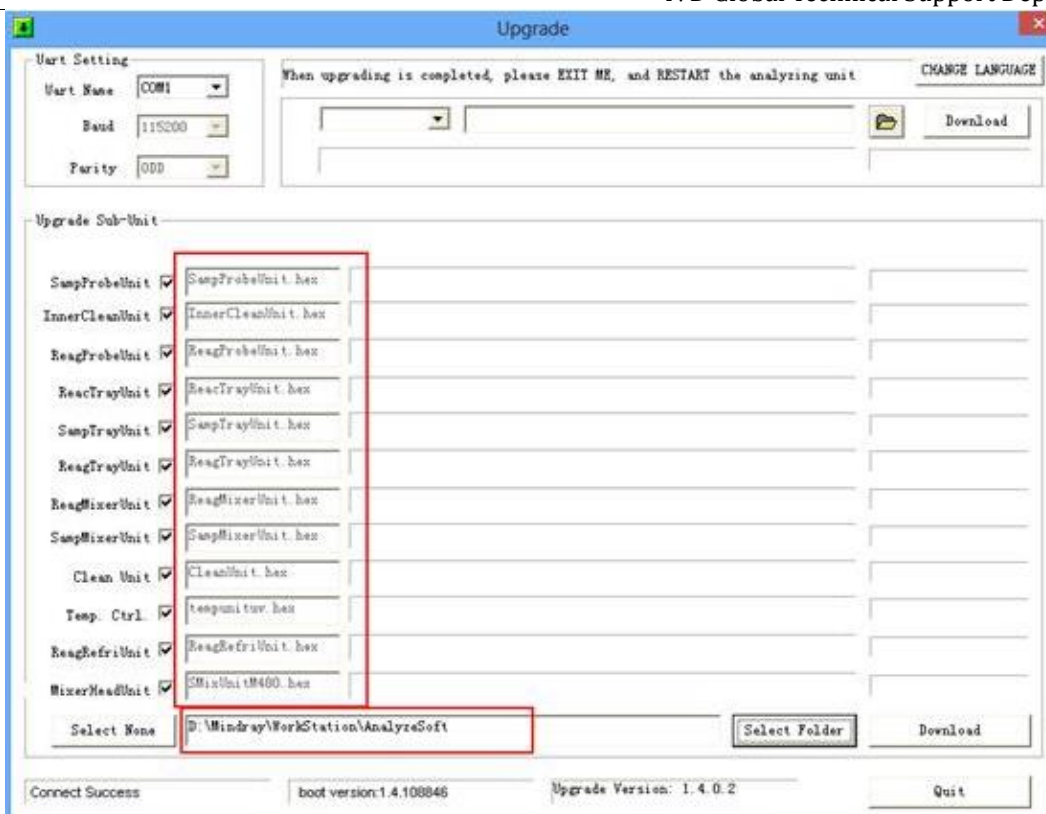 Global Technical Support Dep
Upgrade
Uart Setting
Uart Name COM1
Baud 115200
Parity ODD
When upgrading is completed, please EXIT ME, and RESTART the analyzing unit
CHANGE LANGUAGE
Download
Upgrade Sub-Unit
SampProbeUnit SampProbeUnit.hex
InnerCleanUnit InnerCleanUnit.hex
ReagProbeUnit ReagProbeUnit.hex
ReacTrayUnit ReacTrayUnit.hex
SampTrayUnit SampTrayUnit.hex
ReagTrayUnit ReagTrayUnit.hex
ReagMixerUnit ReagMixerUnit.hex
SampMixerUnit SampMixerUnit.hex
Clean Unit CleanUnit.hex
Temp. Ctrl. tempunituv.hex
ReagRefriUnit ReagRefriUnit.hex
MixerHeadUnit SMixUnitM480.hex
Select None D:\Mindray\WorkStation\AnalyzeSoft Select Folder Download
Connect Success boot version:1.4.108846 Upgrade Version: 1.4.0.2 Quit